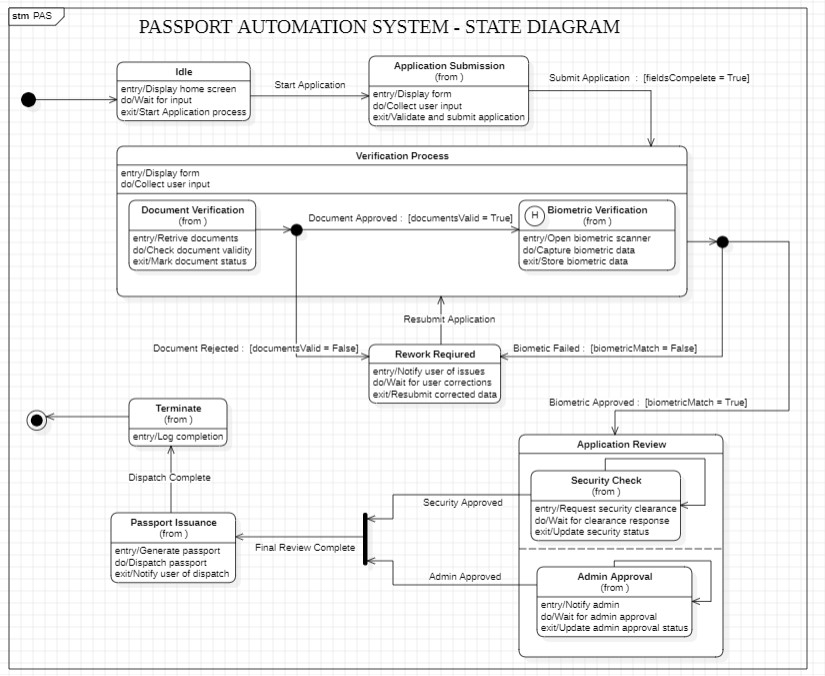 stm PAS
PASSPORT AUTOMATION SYSTEM - STATE DIAGRAM
Idle
entry/Display home screen
do/Wait for input
exit/Start Application process
Start Application
Application Submission
(from )
entry/Display form
do/Collect user input
exit/Validate and submit application
Submit Application : [fieldsCompelete = True]
Verification Process
entry/Display form
do/Collect user input
Document Verification
(from )
entry/Retrive documents
do/Check document validity
exit/Mark document status
Document Approved : [documentsValid = True]
H
Biometric Verification
(from )
entry/Open biometric scanner
do/Capture biometric data
exit/Store biometric data
Resubmit Application
Document Rejected : [documentsValid = False]
Biometic Failed : [biometricMatch = False]
Rework Reqiured
(from )
entry/Notify user of issues
do/Wait for user corrections
exit/Resubmit corrected data
Biometric Approved : [biometricMatch = True]
Terminate
(from )
entry/Log completion
Dispatch Complete
Application Review
Security Check
(from )
entry/Request security clearance
do/Wait for clearance response
exit/Update security status
Security Approved
Passport Issuance
(from )
entry/Generate passport
do/Dispatch passport
exit/Notify user of dispatch
Final Review Complete
Admin Approved
Admin Approval
(from )
entry/Notify admin
do/Wait for admin approval
exit/Update admin approval status